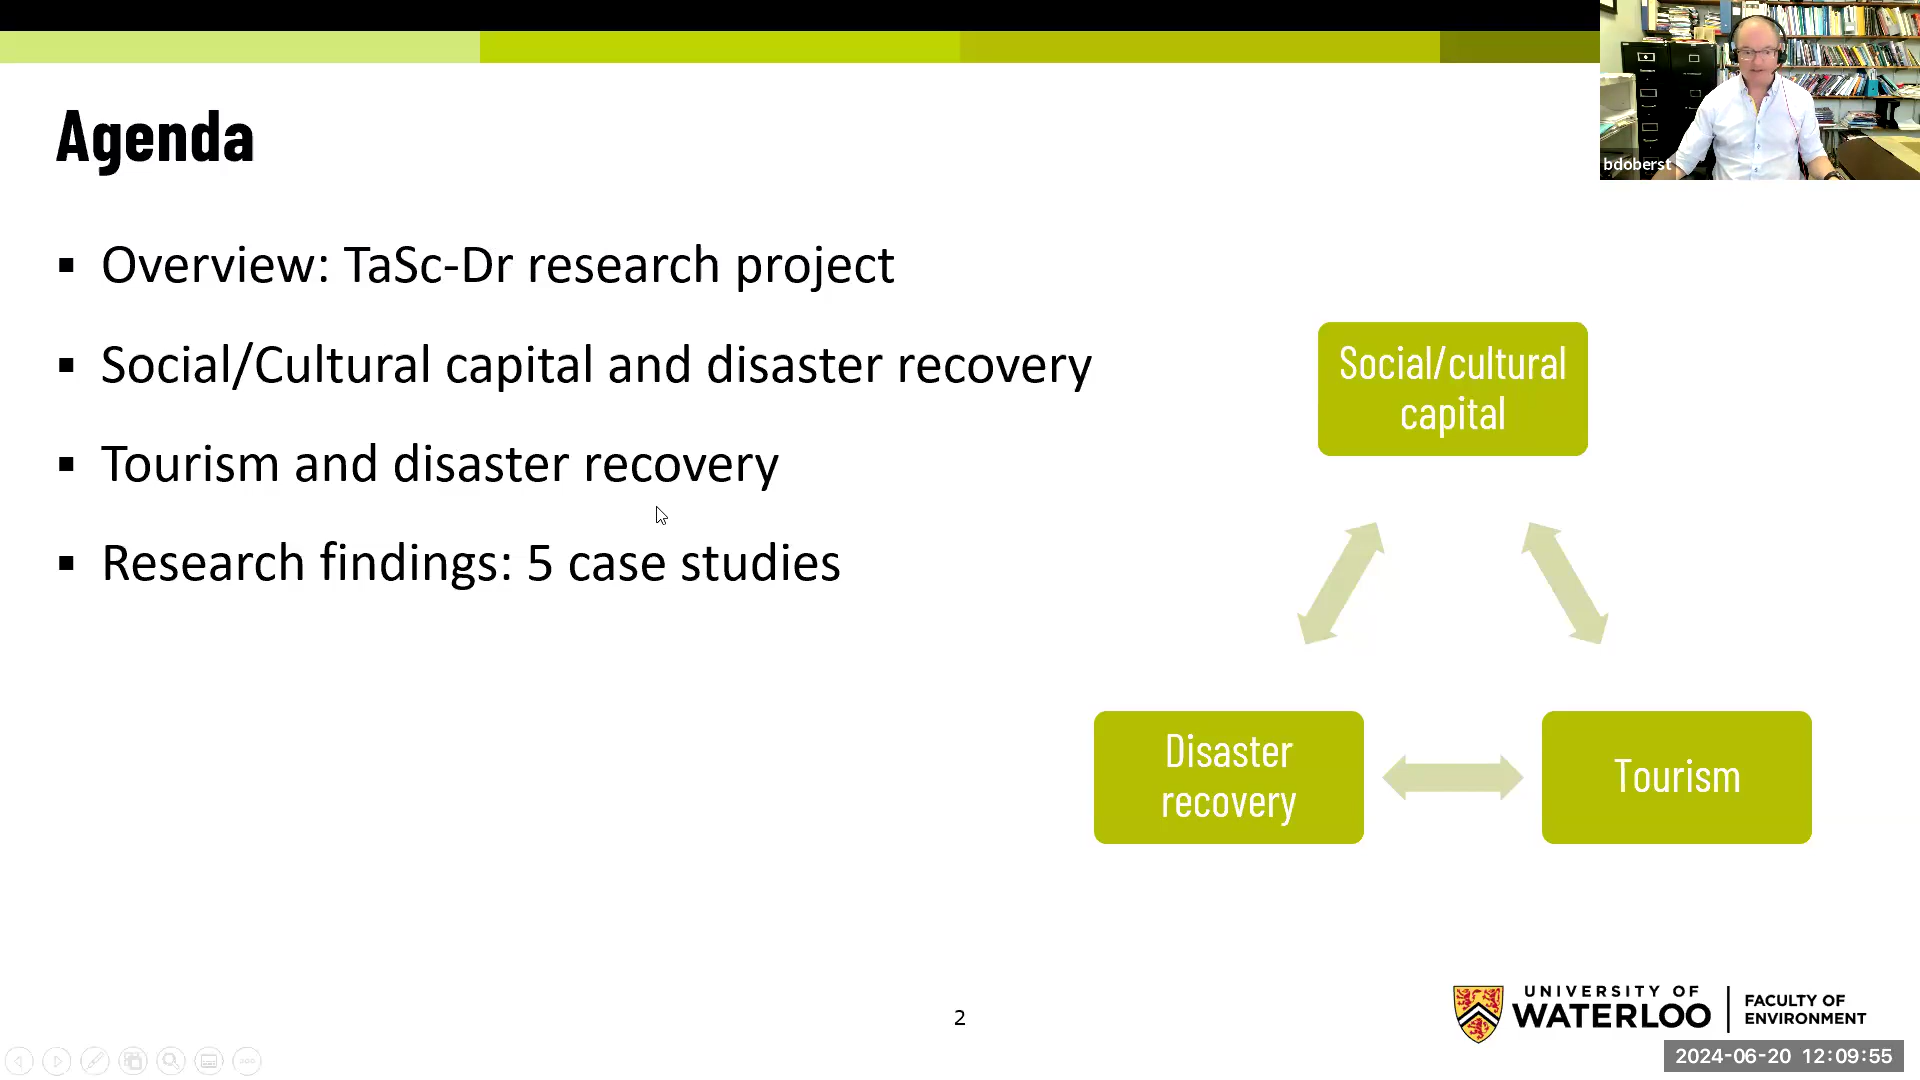 Agenda
bdoberst
▪ Overview: TaSc-Dr research project
▪ Social/Cultural capital and disaster recovery
▪ Tourism and disaster recovery
▪ Research findings: 5 case studies
Social/cultural
capital
Disaster
recovery
Tourism
2
UNIVERSITY OF
WATERLOO
FACULTY OF
ENVIRONMENT
2024-06-20 12:09:55